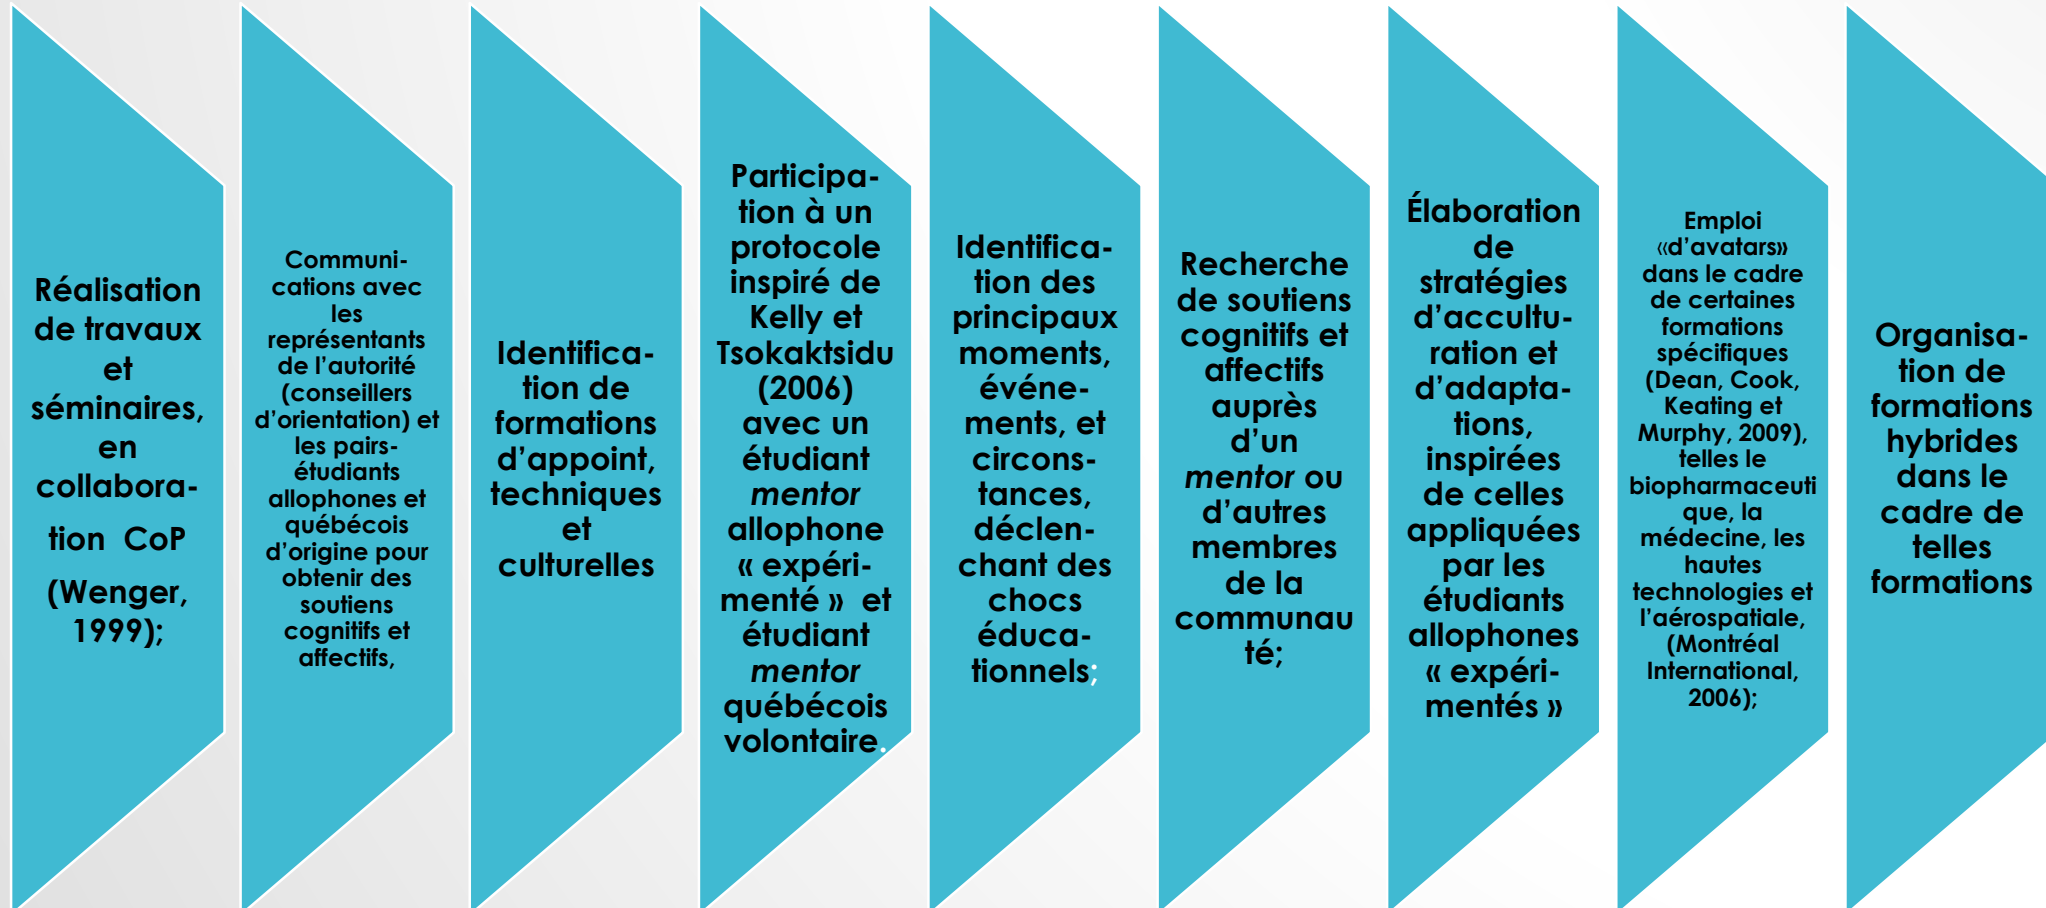 Réalisation
de travaux
et
séminaires,
en
collabora-
tion CoP
(Wenger,
1999);
Communi-
cations avec
les
représentants
de l’autorité
(conseillers
d’orientation) et
les pairs-
étudiants
allophones et
québécois
d’origine pour
obtenir des
soutiens
cognitifs et
affectifs,
Identifica-
tion de
formations
d’appoint,
techniques
et
culturelles
Participa-
tion à un
protocole
inspiré de
Kelly et
Tsokaktsidu
(2006)
avec un
étudiant
mentor
allophone
« expéri-
menté » et
étudiant
mentor
québécois
volontaire.
Identifica-
tion des
principaux
moments,
événe-
ments, et
circons-
tances,
déclen-
chant des
chocs
éduca-
tionnels;
Recherche
de soutiens
cognitifs et
affectifs
auprès
d’un
mentor ou
d’autres
membres
de la
communau
té;
Élaboration
de
stratégies
d’accultu-
ration et
d’adapta-
tions,
inspirées
de celles
appliquées
par les
étudiants
allophones
« expéri-
mentés »
Emploi
«d’avatars»
dans le cadre
de certaines
formations
spécifiques
(Dean, Cook,
Keating et
Murphy, 2009),
telles le
biopharmaceuti
que, la
médecine, les
hautes
technologies et
l’aérospatiale,
(Montréal
International,
2006);
Organisa-
tion de
formations
hybrides
dans le
cadre de
telles
formations